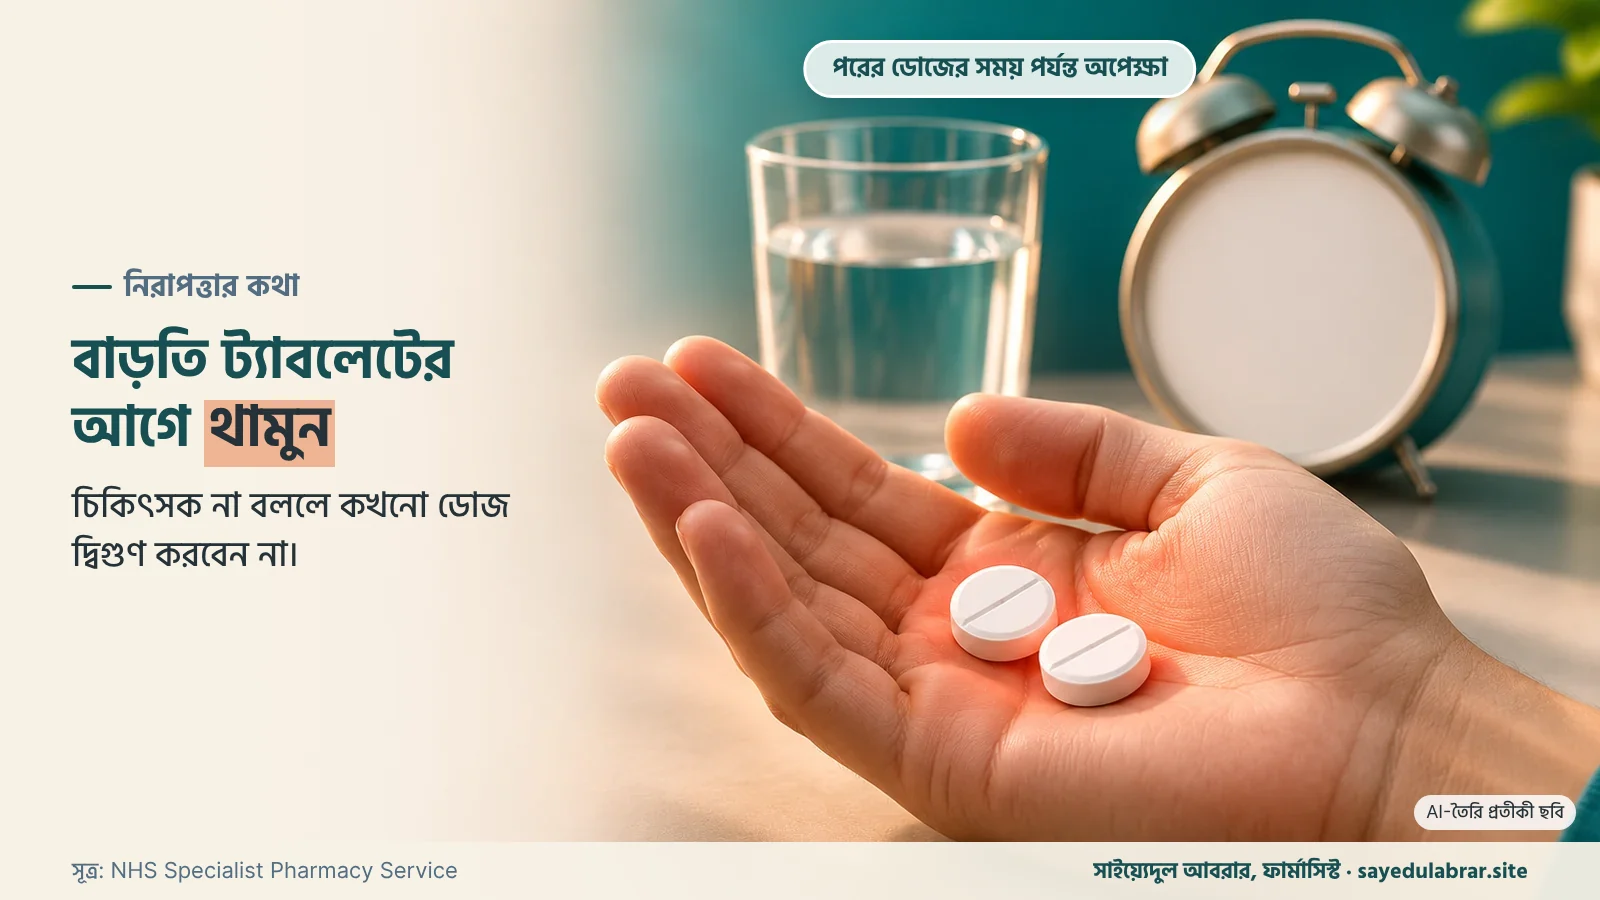 পরের ডোজের সময় পর্যন্ত অপেক্ষা
নিরাপত্তার কথা
বাড়তি ট্যাবলেটের
আগে থামুন
চিকিৎসক না বললে কখনো ডোজ
দ্বিগুণ করবেন না।
AI-তৈরি প্রতীকী ছবি
সূত্র: NHS Specialist Pharmacy Service
সাইয়্যেদুল আবরার, ফার্মাসিস্ট · sayedulabrar.site